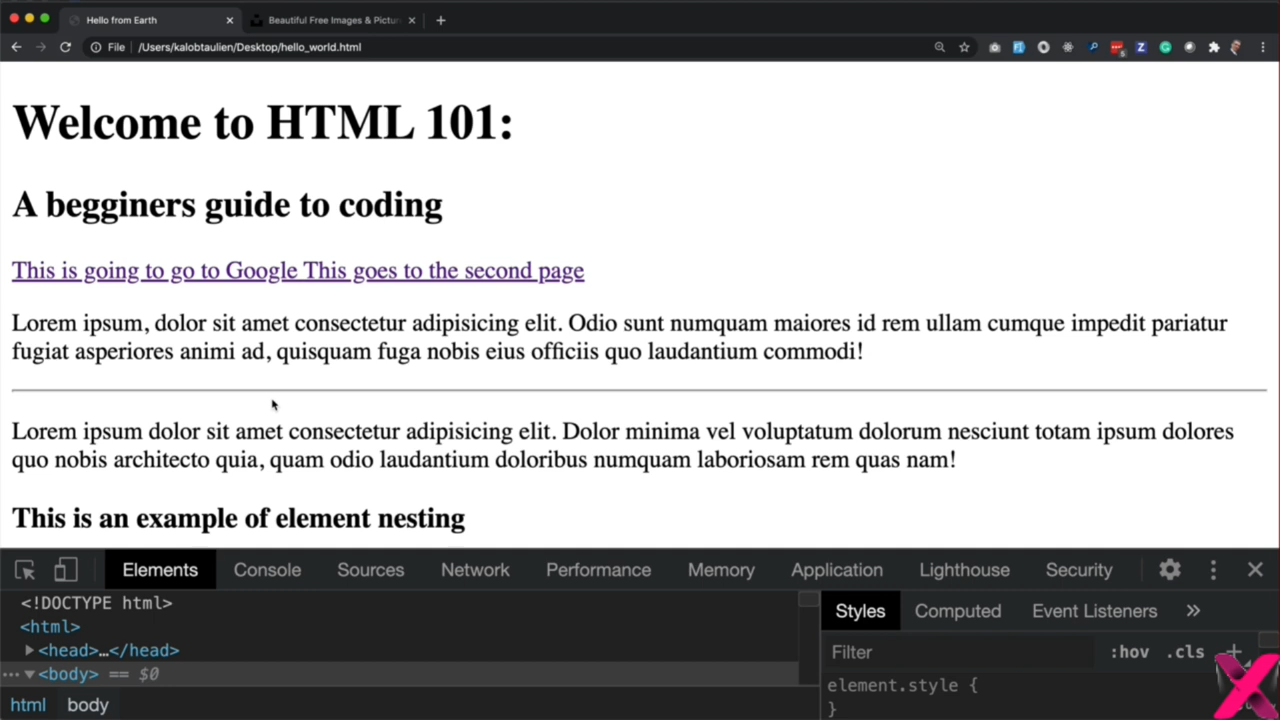 Hello from Earth
Beautiful Free Images & Pictur
File
/Users/kalobtaulien/Desktop/hello_world.html
Welcome to HTML 101:
A begginers guide to coding
This is going to go to Google This goes to the second page
Lorem ipsum, dolor sit amet consectetur adipisicing elit. Odio sunt numquam maiores id rem ullam cumque impedit pariatur
fugiat asperiores animi ad, quisquam fuga nobis eius officiis quo laudantium commodi!
Lorem ipsum dolor sit amet consectetur adipisicing elit. Dolor minima vel voluptatum dolorum nesciunt totam ipsum dolores
quo nobis architecto quia, quam odio laudantium doloribus numquam laboriosam rem quas nam!
This is an example of element nesting
Elements Console Sources Network Performance Memory Application Lighthouse Security
<!DOCTYPE html>
<html>
<head>…</head>
<body> == $0
html body
Styles Computed Event Listeners »
Filter :hov .cls +
element.style {
}